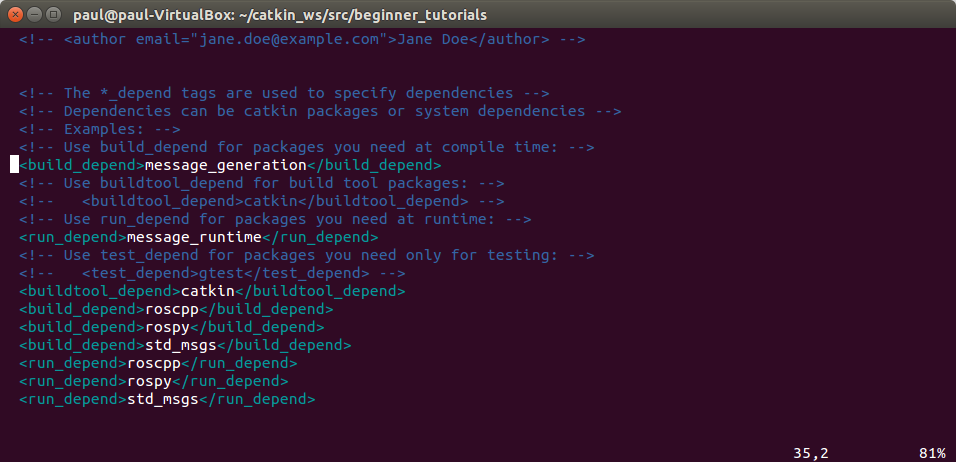 paul@paul-VirtualBox: ~/catkin_ws/src/beginner_tutorials
<!-- <author email="jane.doe@example.com">Jane Doe</author> -->
<!-- The *_depend tags are used to specify dependencies -->
<!-- Dependencies can be catkin packages or system dependencies -->
<!-- Examples: -->
<!-- Use build_depend for packages you need at compile time: -->
<build_depend>message_generation</build_depend>
<!-- Use buildtool_depend for build tool packages: -->
<!--   <buildtool_depend>catkin</buildtool_depend> -->
<!-- Use run_depend for packages you need at runtime: -->
<run_depend>message_runtime</run_depend>
<!-- Use test_depend for packages you need only for testing: -->
<!--   <test_depend>gtest</test_depend> -->
<buildtool_depend>catkin</buildtool_depend>
<build_depend>roscpp</build_depend>
<build_depend>rospy</build_depend>
<build_depend>std_msgs</build_depend>
<run_depend>roscpp</run_depend>
<run_depend>rospy</run_depend>
<run_depend>std_msgs</run_depend>
35,2 81%